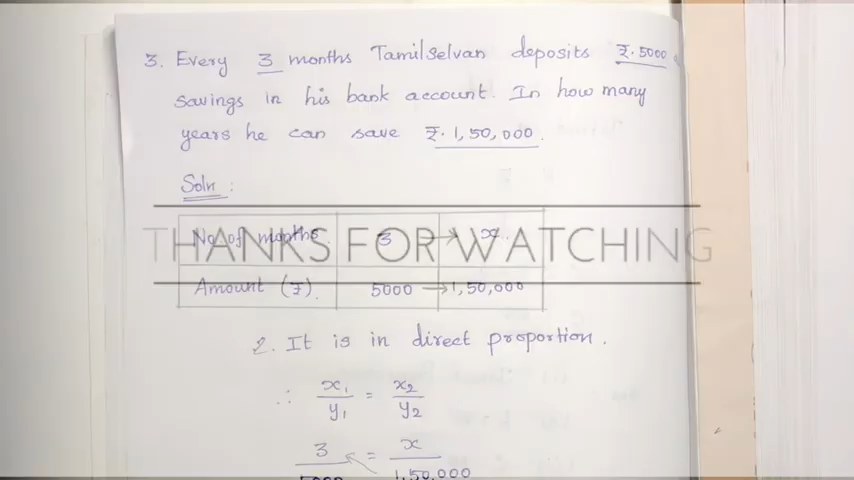 3. Every 3 months Tamilselvan deposits ₹. 5000
savings in his bank account. In how many
years he can save ₹. 1,50,000.
Soln :
No. of months. 3 → x.
THANKS FOR WATCHING
Amount (₹). 5000 → 1,50,000
2. It is in direct proportion.
∴ x₁/y₁ = x₂/y₂
3/5000 = x/1,50,000